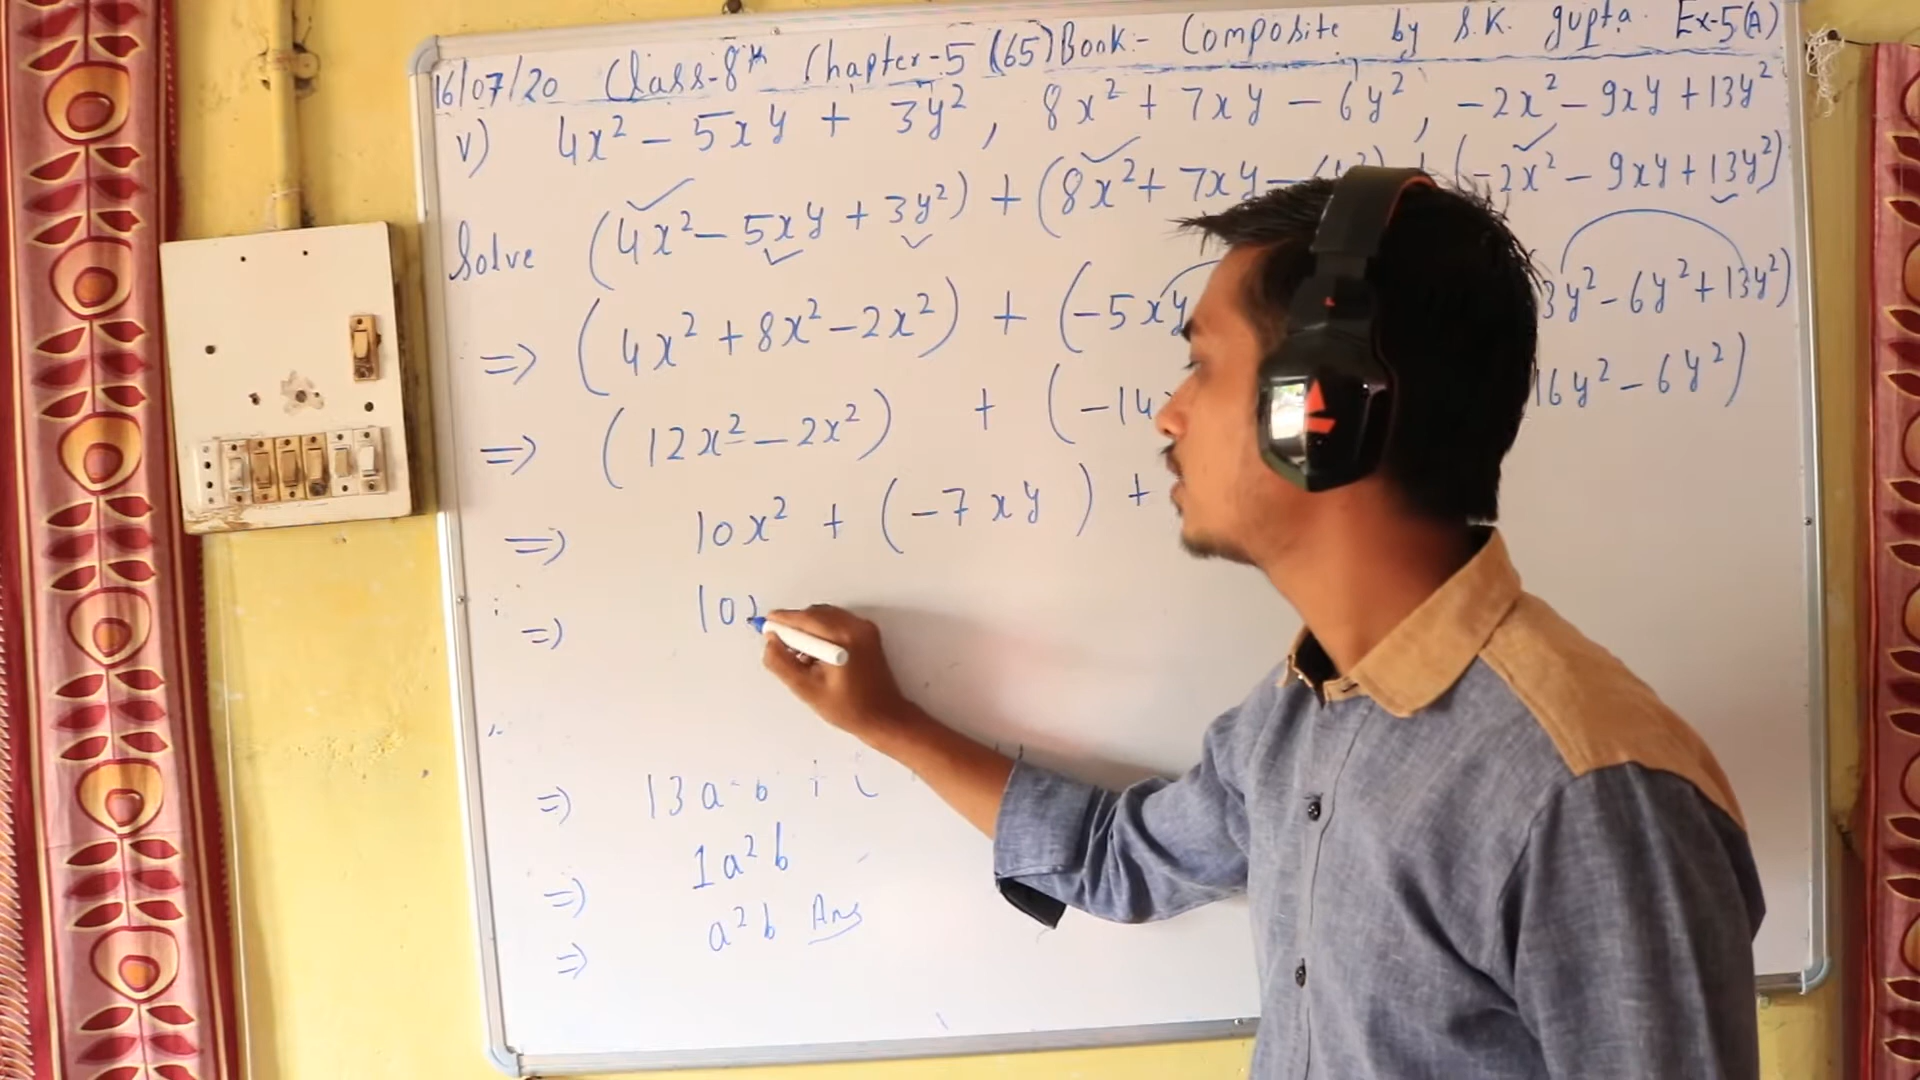 16/07/20 Class-8th Chapter-5 (65) Book:- Composite by S.K. Gupta. Ex-5(A)
v) 4x² - 5xy + 3y², 8x² + 7xy - 6y², -2x² - 9xy + 13y²
Solve (4x² - 5xy + 3y²) + (8x² + 7xy - (-2x² - 9xy + 13y²)
=> (4x² + 8x² - 2x²) + (-5xy 3y² - 6y² + 13y²)
=> (12x² - 2x²) + (-14 16y² - 6y²)
=> 10x² + (-7xy) +
=> 10x
=> 13a b +
=> 1a²b
=> a²b Ans